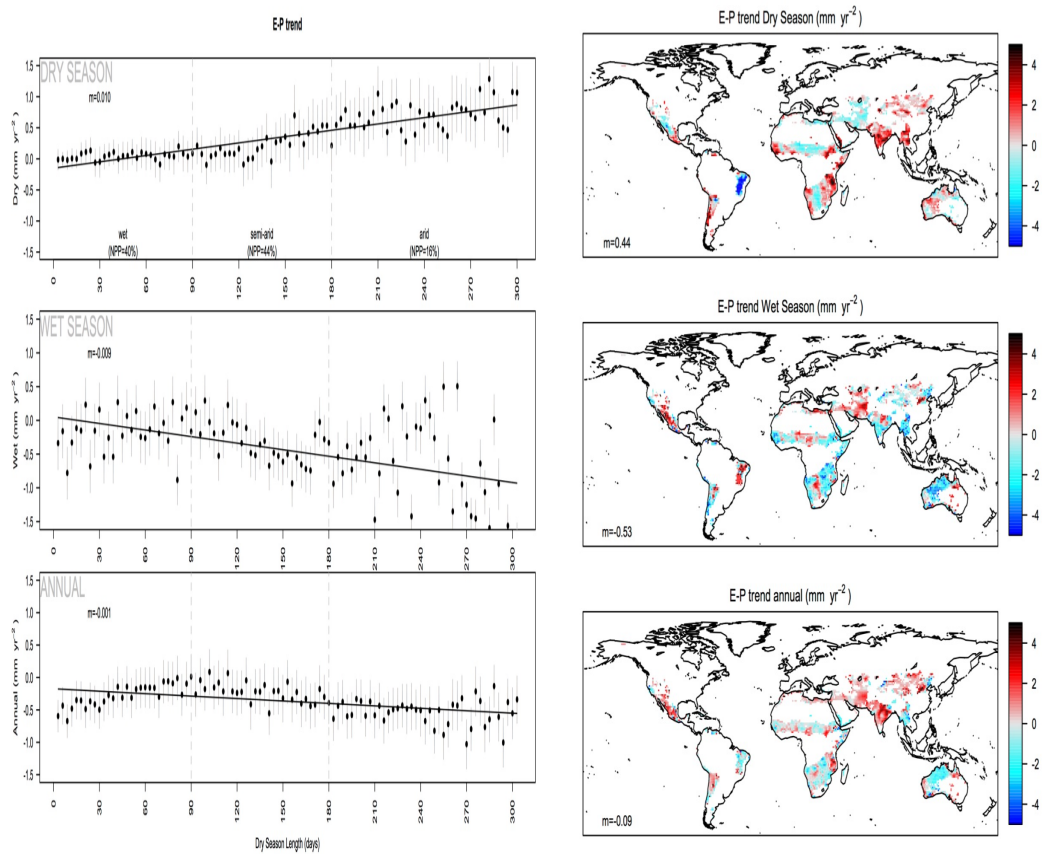 E-P trend
DRY SEASON
m=0.010
Dry (mm yr⁻²)
1.5
1.0
0.5
0.0
-0.5
-1.0
-1.5
wet
(NPP=40%)
semi-arid
(NPP=44%)
arid
(NPP=16%)
0 30 60 90 120 150 180 210 240 270 300
WET SEASON
m=-0.009
Wet (mm yr⁻²)
1.5
1.0
0.5
0.0
-0.5
-1.0
-1.5
0 30 60 90 120 150 180 210 240 270 300
ANNUAL
m=-0.001
Annual (mm yr⁻²)
1.5
1.0
0.5
0.0
-0.5
-1.0
-1.5
0 30 60 90 120 150 180 210 240 270 300
Dry Season Length (days)
E-P trend Dry Season (mm yr⁻²)
m=0.44
4
2
0
-2
-4
E-P trend Wet Season (mm yr⁻²)
m=-0.53
4
2
0
-2
-4
E-P trend annual (mm yr⁻²)
m=-0.09
4
2
0
-2
-4